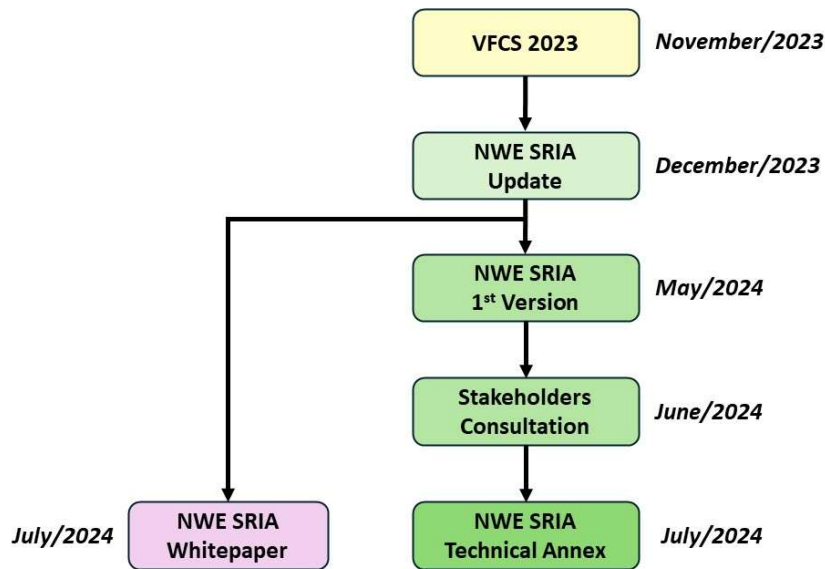 VFCS 2023
November/2023
NWE SRIA
Update
December/2023
NWE SRIA
1st Version
May/2024
Stakeholders
Consultation
June/2024
July/2024
NWE SRIA
Whitepaper
NWE SRIA
Technical Annex
July/2024